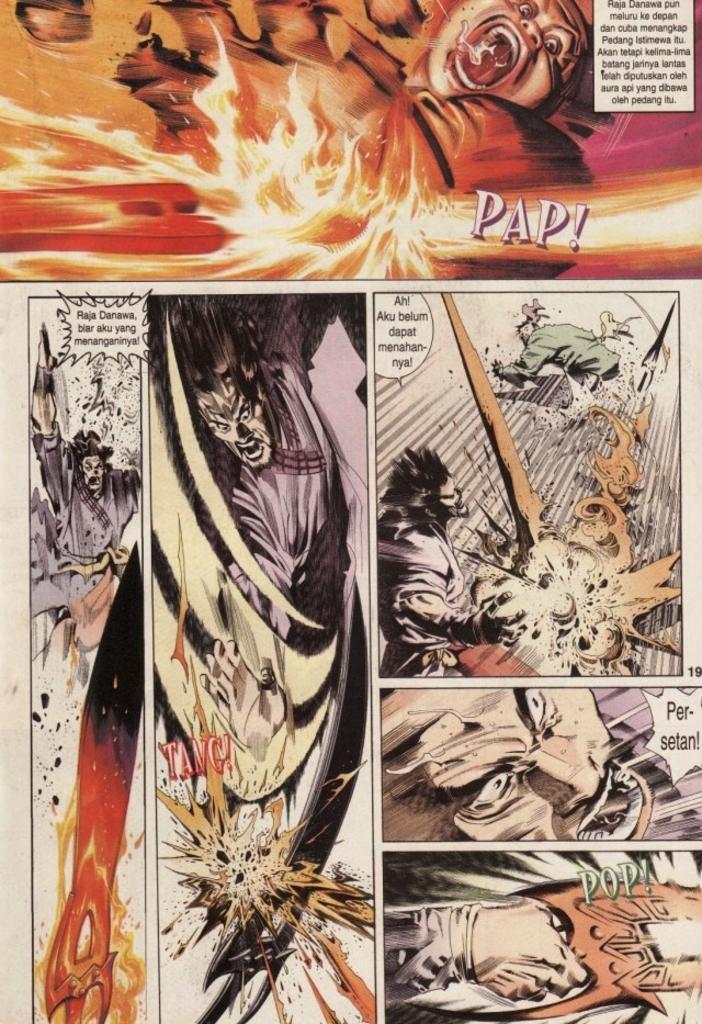 Raja Danawa pun
meluru ke depan
dan cuba menangkap
Pedang Istimewa itu.
Akan tetapi kelima-lima
batang jarinya lantas
telah diputuskan oleh
aura api yang dibawa
oleh pedang itu.
PAP!
Raja Danawa,
biar aku yang
menanganinya!
TANG!
Ah!
Aku belum
dapat
menahan-
nya!
19
Per-
setan!
POP!